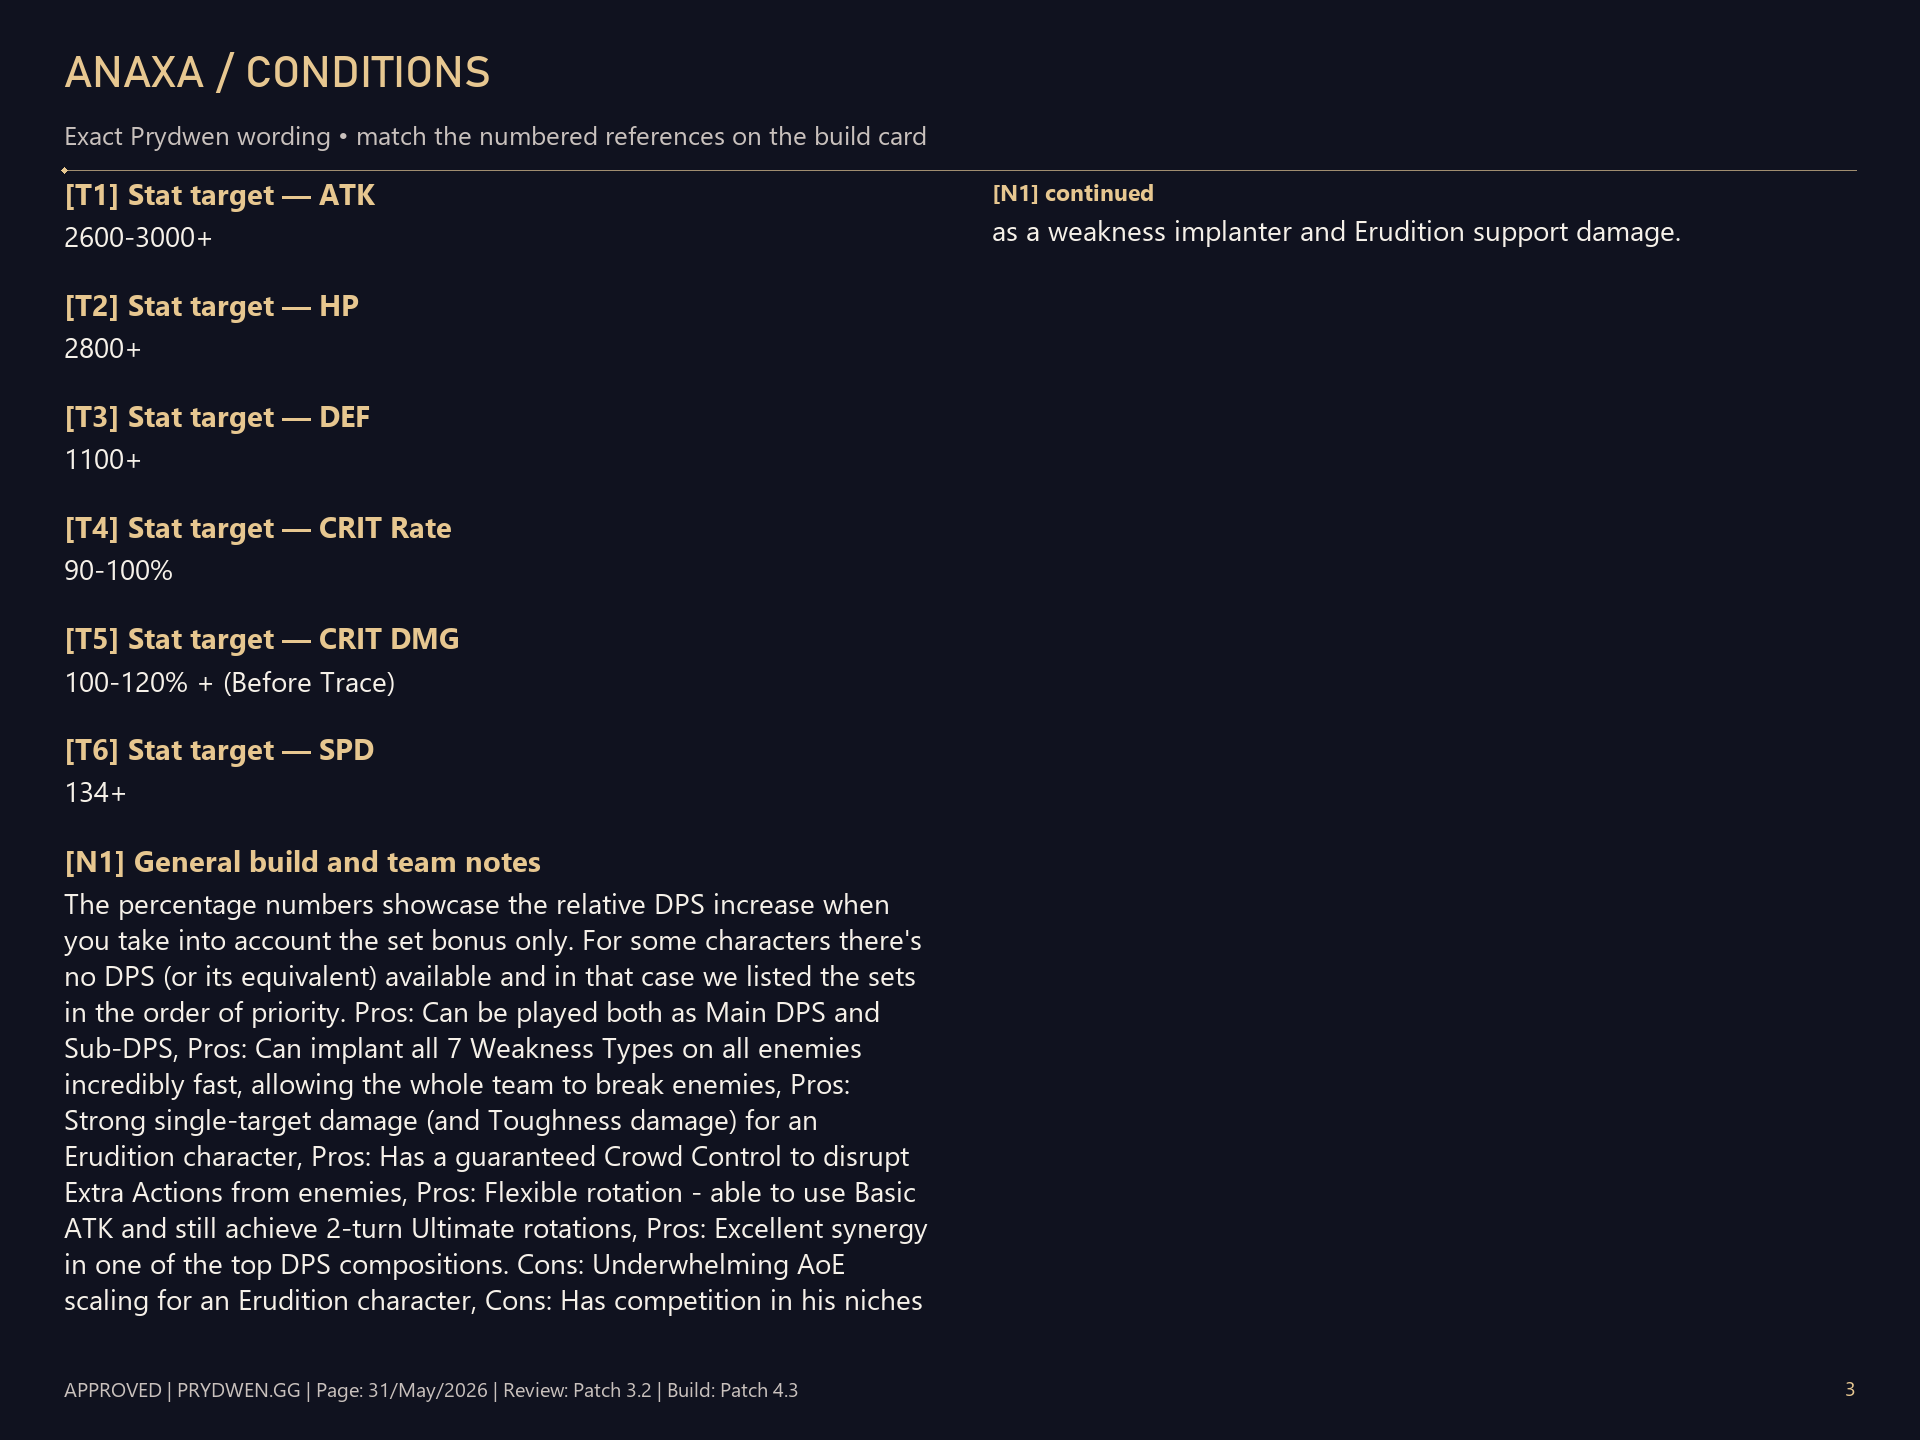 ANAXA / CONDITIONS
Exact Prydwen wording • match the numbered references on the build card
[T1] Stat target — ATK
2600-3000+
[T2] Stat target — HP
2800+
[T3] Stat target — DEF
1100+
[T4] Stat target — CRIT Rate
90-100%
[T5] Stat target — CRIT DMG
100-120% + (Before Trace)
[T6] Stat target — SPD
134+
[N1] General build and team notes
The percentage numbers showcase the relative DPS increase when
you take into account the set bonus only. For some characters there's
no DPS (or its equivalent) available and in that case we listed the sets
in the order of priority. Pros: Can be played both as Main DPS and
Sub-DPS, Pros: Can implant all 7 Weakness Types on all enemies
incredibly fast, allowing the whole team to break enemies, Pros:
Strong single-target damage (and Toughness damage) for an
Erudition character, Pros: Has a guaranteed Crowd Control to disrupt
Extra Actions from enemies, Pros: Flexible rotation - able to use Basic
ATK and still achieve 2-turn Ultimate rotations, Pros: Excellent synergy
in one of the top DPS compositions. Cons: Underwhelming AoE
scaling for an Erudition character, Cons: Has competition in his niches
[N1] continued
as a weakness implanter and Erudition support damage.
APPROVED | PRYDWEN.GG | Page: 31/May/2026 | Review: Patch 3.2 | Build: Patch 4.3
3